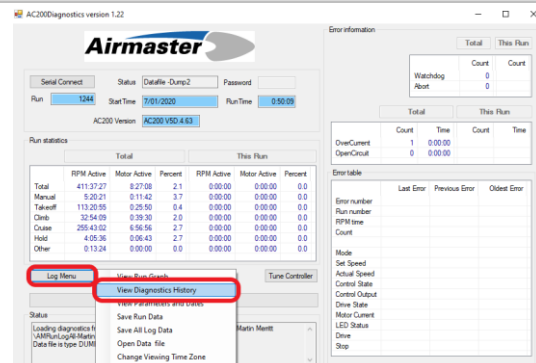 AC200Diagnostics version 1.22
Airmaster
Serial Connect Status Datafile -Dump2 Password
Run 1244 Start Time 7/01/2020 RunTime 0:50:09
AC200 Version AC200 V5D.4.63
Run statistics
Total This Run
RPM Active Motor Active Percent RPM Active Motor Active Percent
Total 411:37:27 8:27:08 2.1 0:00:00 0:00:00 0.0
Manual 5:20:21 0:11:42 3.7 0:00:00 0:00:00 0.0
Takeoff 113:20:55 0:25:50 0.4 0:00:00 0:00:00 0.0
Climb 32:54:09 0:39:30 2.0 0:00:00 0:00:00 0.0
Cruise 255:43:02 6:56:56 2.7 0:00:00 0:00:00 0.0
Hold 4:05:36 0:06:43 2.7 0:00:00 0:00:00 0.0
Other 0:13:24 0:00:00 0.0 0:00:00 0:00:00 0.0
Log Menu Tune Controller
View Run Graph
View Diagnostics History
View Parameters and Dates
Save Run Data
Save All Log Data
Open Data file
Change Viewing Time Zone
Status
Loading diagnostics fr
\AMRunLog\Martin Martin Merritt
Data file is type: DUM
Error information
Total This Run
Count Count
Watchdog 0
Abort 0
Total This Run
Count Time Count Time
OverCurrent 1 0:00:00
OpenCircuit 0 0:00:00
Error table
Last Error Previous Error Oldest Error
Error number
Run number
RPM time
Count
Mode
Set Speed
Actual Speed
Control State
Control Output
Drive State
Motor Current
LED Status
Drive
Stop